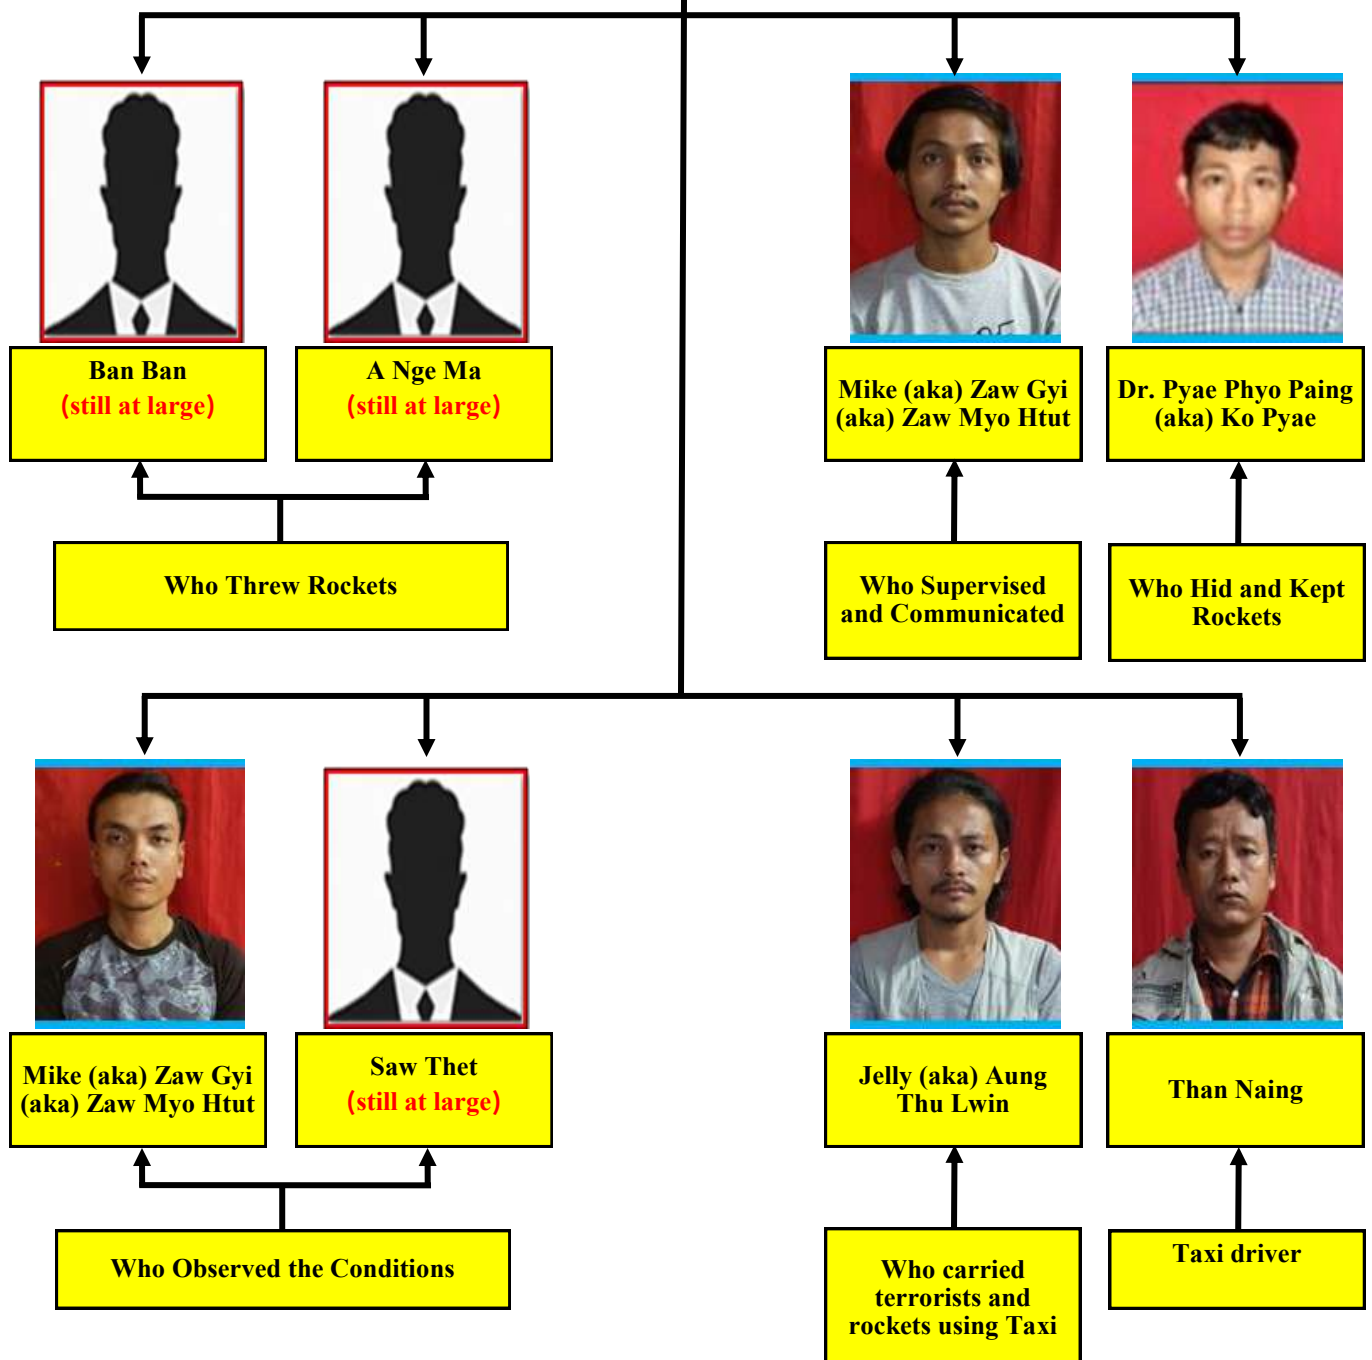 Ban Ban
(still at large)
A Nge Ma
(still at large)
Mike (aka) Zaw Gyi
(aka) Zaw Myo Htut
Dr. Pyae Phyo Paing
(aka) Ko Pyae
Who Threw Rockets
Who Supervised
and Communicated
Who Hid and Kept
Rockets
Mike (aka) Zaw Gyi
(aka) Zaw Myo Htut
Saw Thet
(still at large)
Jelly (aka) Aung
Thu Lwin
Than Naing
Who Observed the Conditions
Who carried
terrorists and
rockets using Taxi
Taxi driver